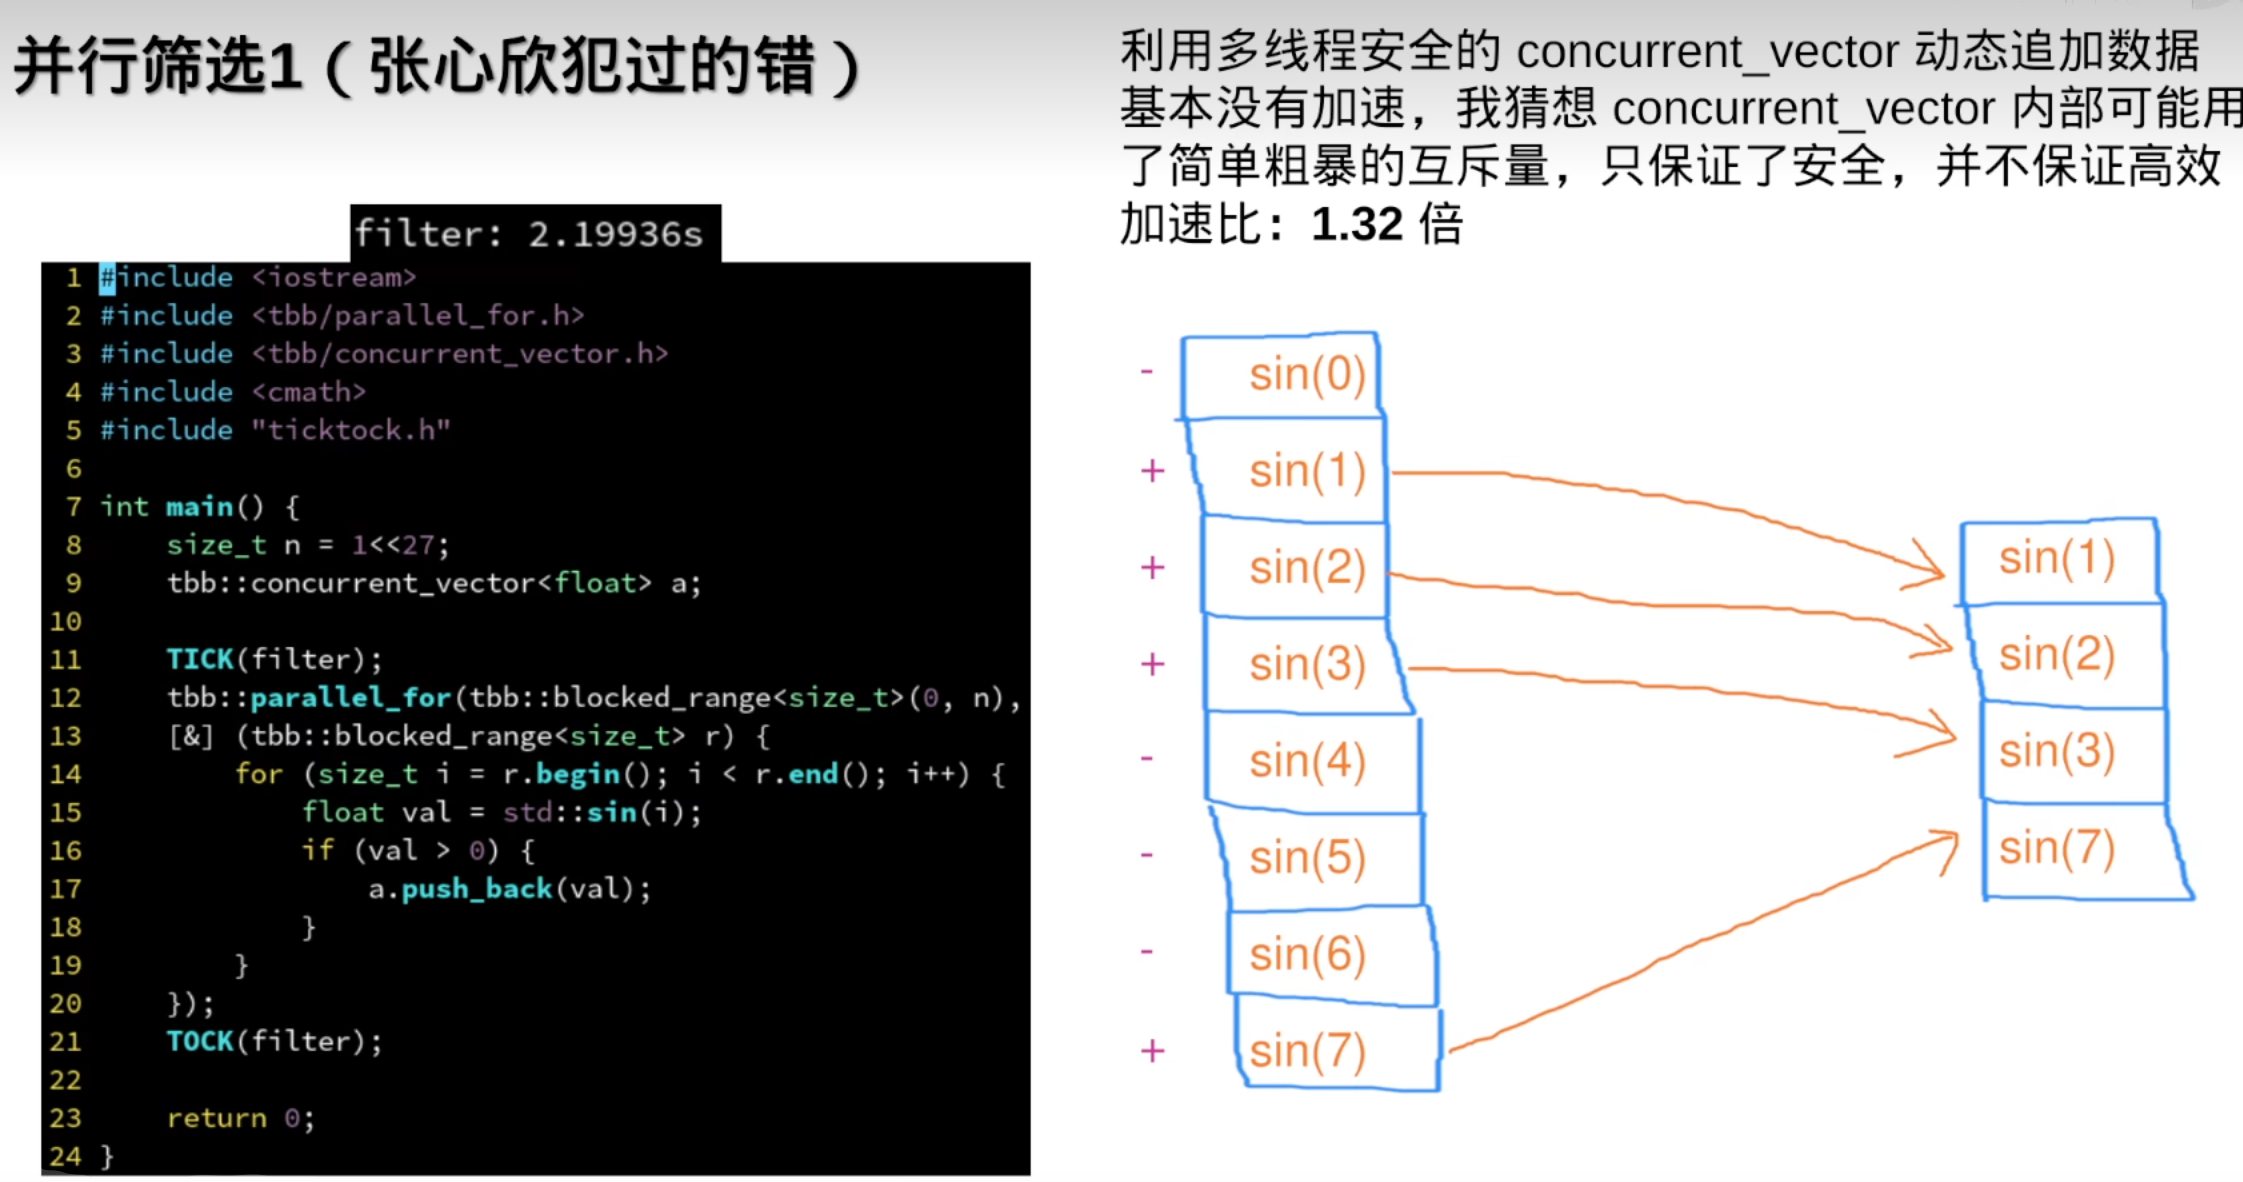 并行筛选1（张心欣犯过的错）
利用多线程安全的 concurrent_vector 动态追加数据
基本没有加速，我猜想 concurrent_vector 内部可能用
了简单粗暴的互斥量，只保证了安全，并不保证高效
加速比：1.32 倍
filter: 2.19936s
1 #include <iostream>
2 #include <tbb/parallel_for.h>
3 #include <tbb/concurrent_vector.h>
4 #include <cmath>
5 #include "ticktock.h"
6
7 int main() {
8     size_t n = 1<<27;
9     tbb::concurrent_vector<float> a;
10
11     TICK(filter);
12     tbb::parallel_for(tbb::blocked_range<size_t>(0, n),
13     [&] (tbb::blocked_range<size_t> r) {
14         for (size_t i = r.begin(); i < r.end(); i++) {
15             float val = std::sin(i);
16             if (val > 0) {
17                 a.push_back(val);
18             }
19         }
20     });
21     TOCK(filter);
22
23     return 0;
24 }
- sin(0)
+ sin(1)
+ sin(2)
+ sin(3)
- sin(4)
- sin(5)
- sin(6)
+ sin(7)
sin(1)
sin(2)
sin(3)
sin(7)